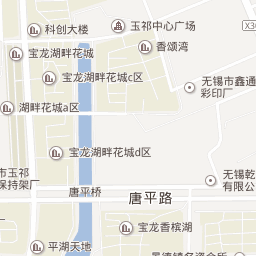 玉祁中心广场
X3
科创大楼
香颂湾
宝龙湖畔花城
宝龙湖畔花城c区
无锡市鑫通
彩印厂
湖畔花城a区
宝龙湖畔花城d区
市玉祁
保持架厂
唐平桥
唐平路
无锡乾
有限公
宝龙香槟湖
平湖天地